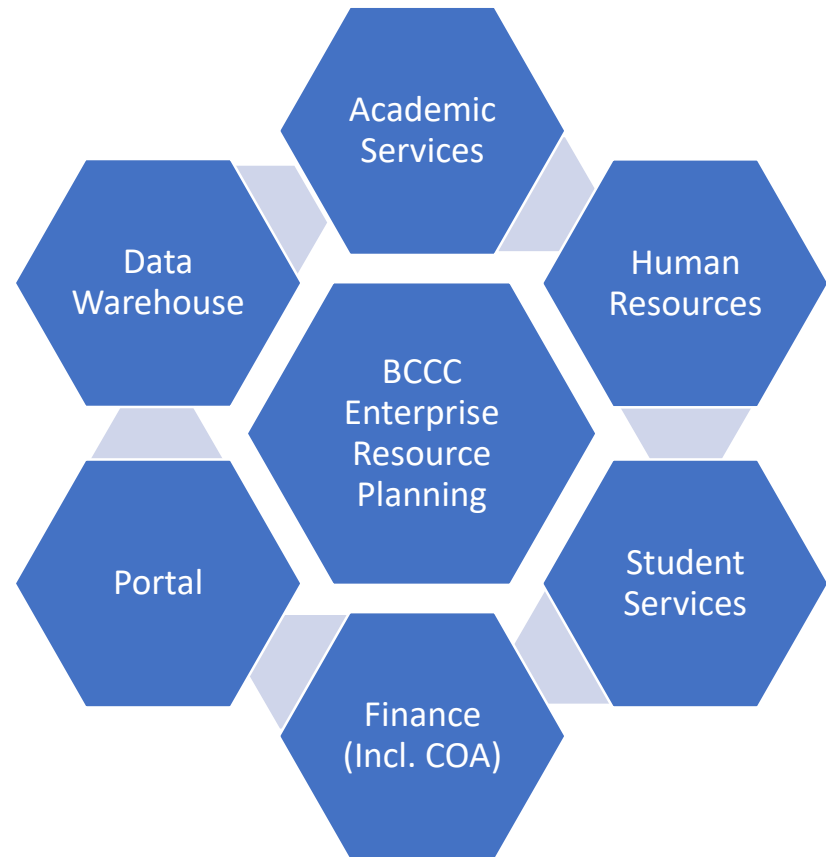 Academic
Services
Data
Warehouse
Human
Resources
BCCC
Enterprise
Resource
Planning
Portal
Student
Services
Finance
(Incl. COA)